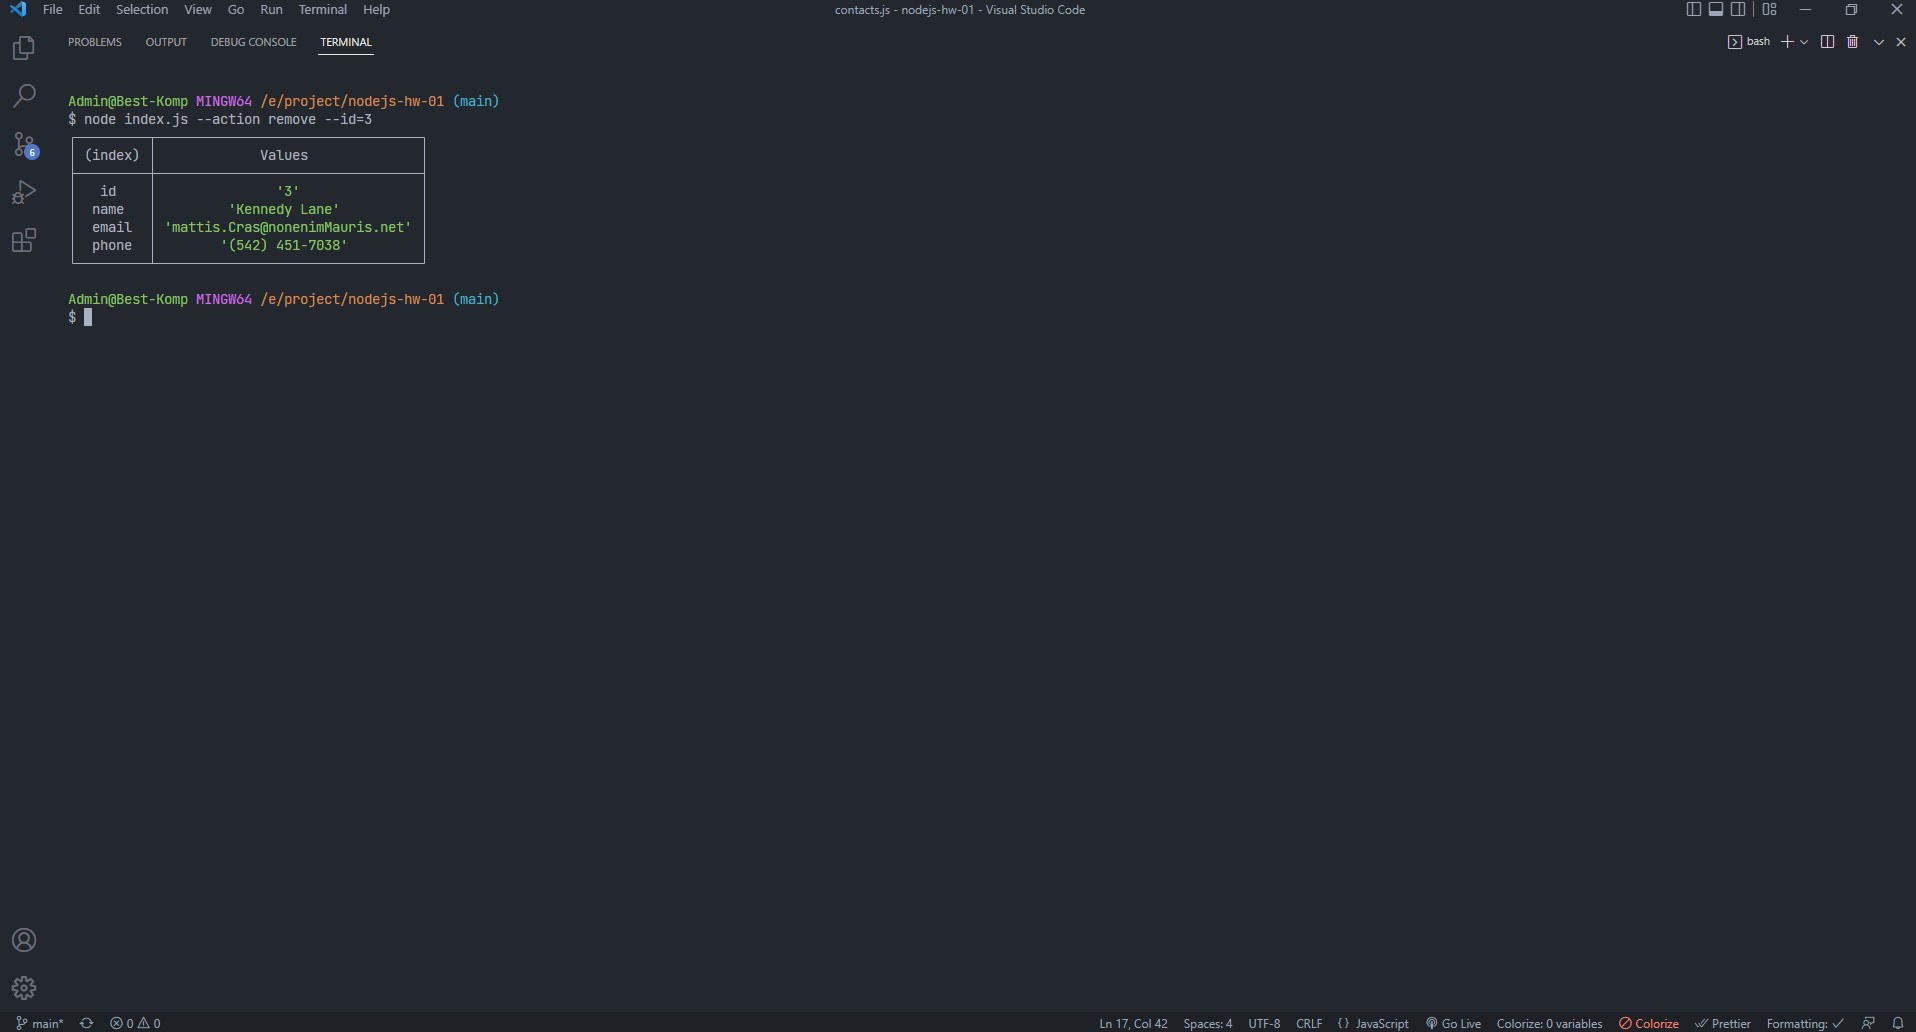 File Edit Selection View Go Run Terminal Help
contacts.js - nodejs-hw-01 - Visual Studio Code
PROBLEMS OUTPUT DEBUG CONSOLE TERMINAL
bash
Admin@Best-Komp MINGW64 /e/project/nodejs-hw-01 (main)
$ node index.js --action remove --id=3
(index) Values
id '3'
name 'Kennedy Lane'
email 'mattis.Cras@nonenimMauris.net'
phone '(542) 451-7038'
Admin@Best-Komp MINGW64 /e/project/nodejs-hw-01 (main)
$
6
main* 0 0 Ln 17, Col 42 Spaces: 4 UTF-8 CRLF {} JavaScript Go Live Colorize: 0 variables Colorize Prettier Formatting: ✓